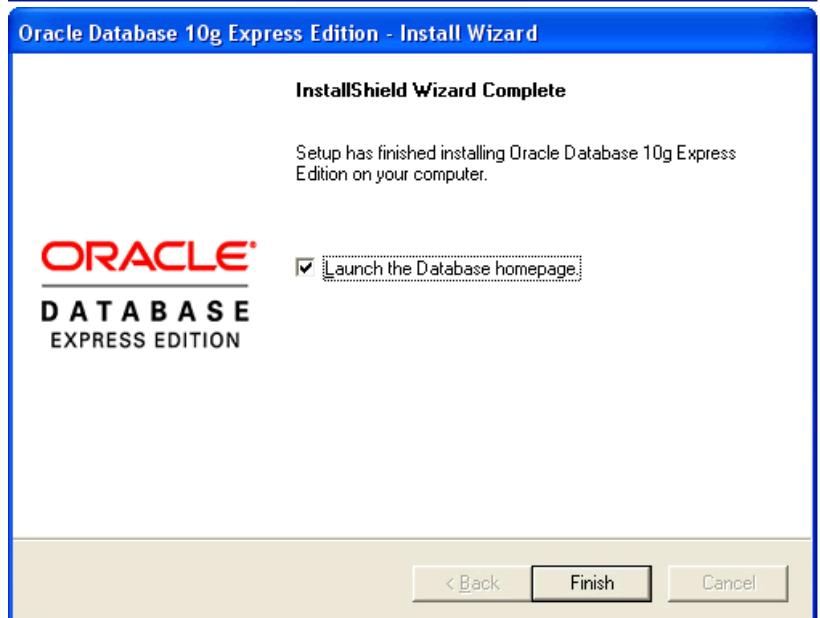 Oracle Database 10g Express Edition - Install Wizard
InstallShield Wizard Complete
Setup has finished installing Oracle Database 10g Express
Edition on your computer.
ORACLE®
DATABASE
EXPRESS EDITION
Launch the Database homepage.
< Back
Finish
Cancel